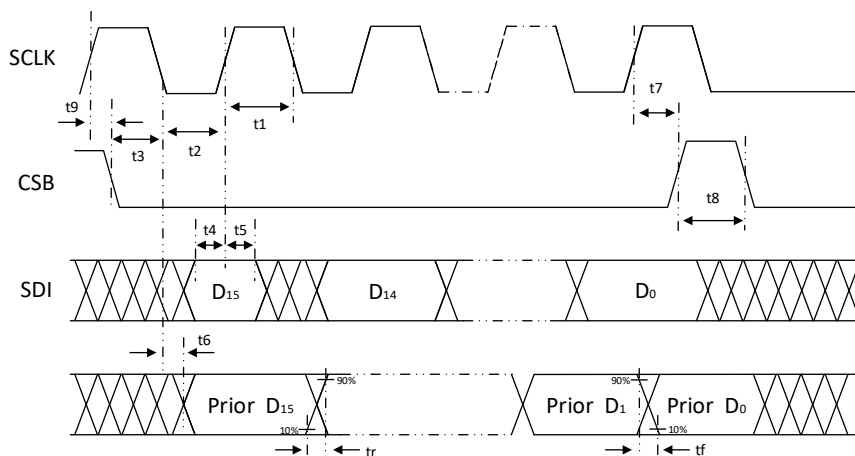 SCLK
t9
t3
t2
t1
t7
CSB
t8
t4
t5
SDI
D15
D14
D0
t6
90%
90%
Prior D15
Prior D1
Prior D0
10%
10%
tr
tf